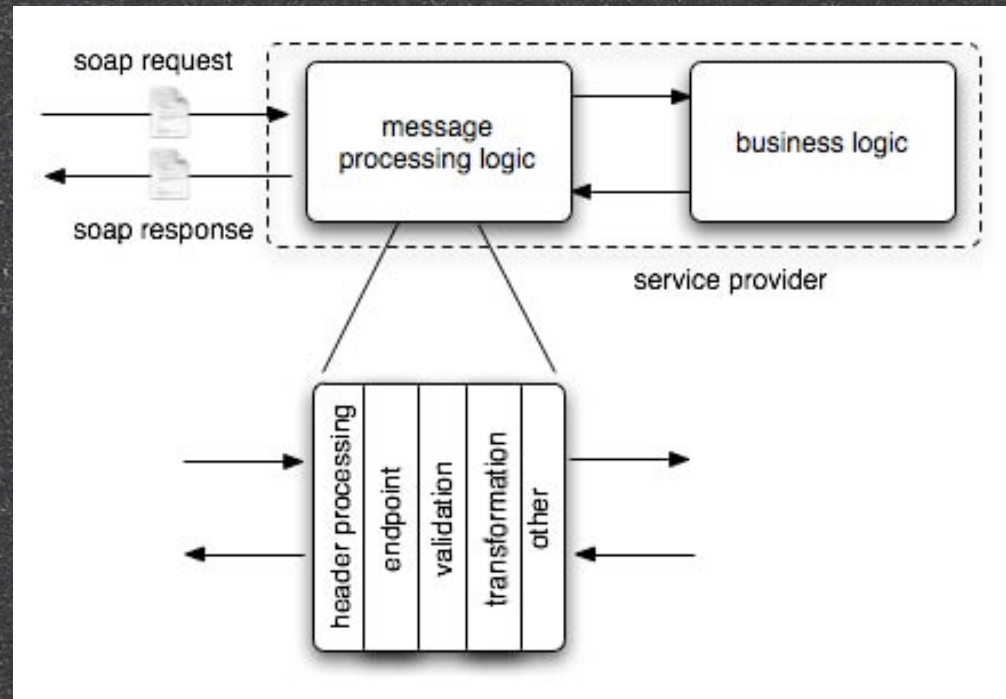 soap request
message
processing logic
business logic
soap response
service provider
header processing
endpoint
validation
transformation
other